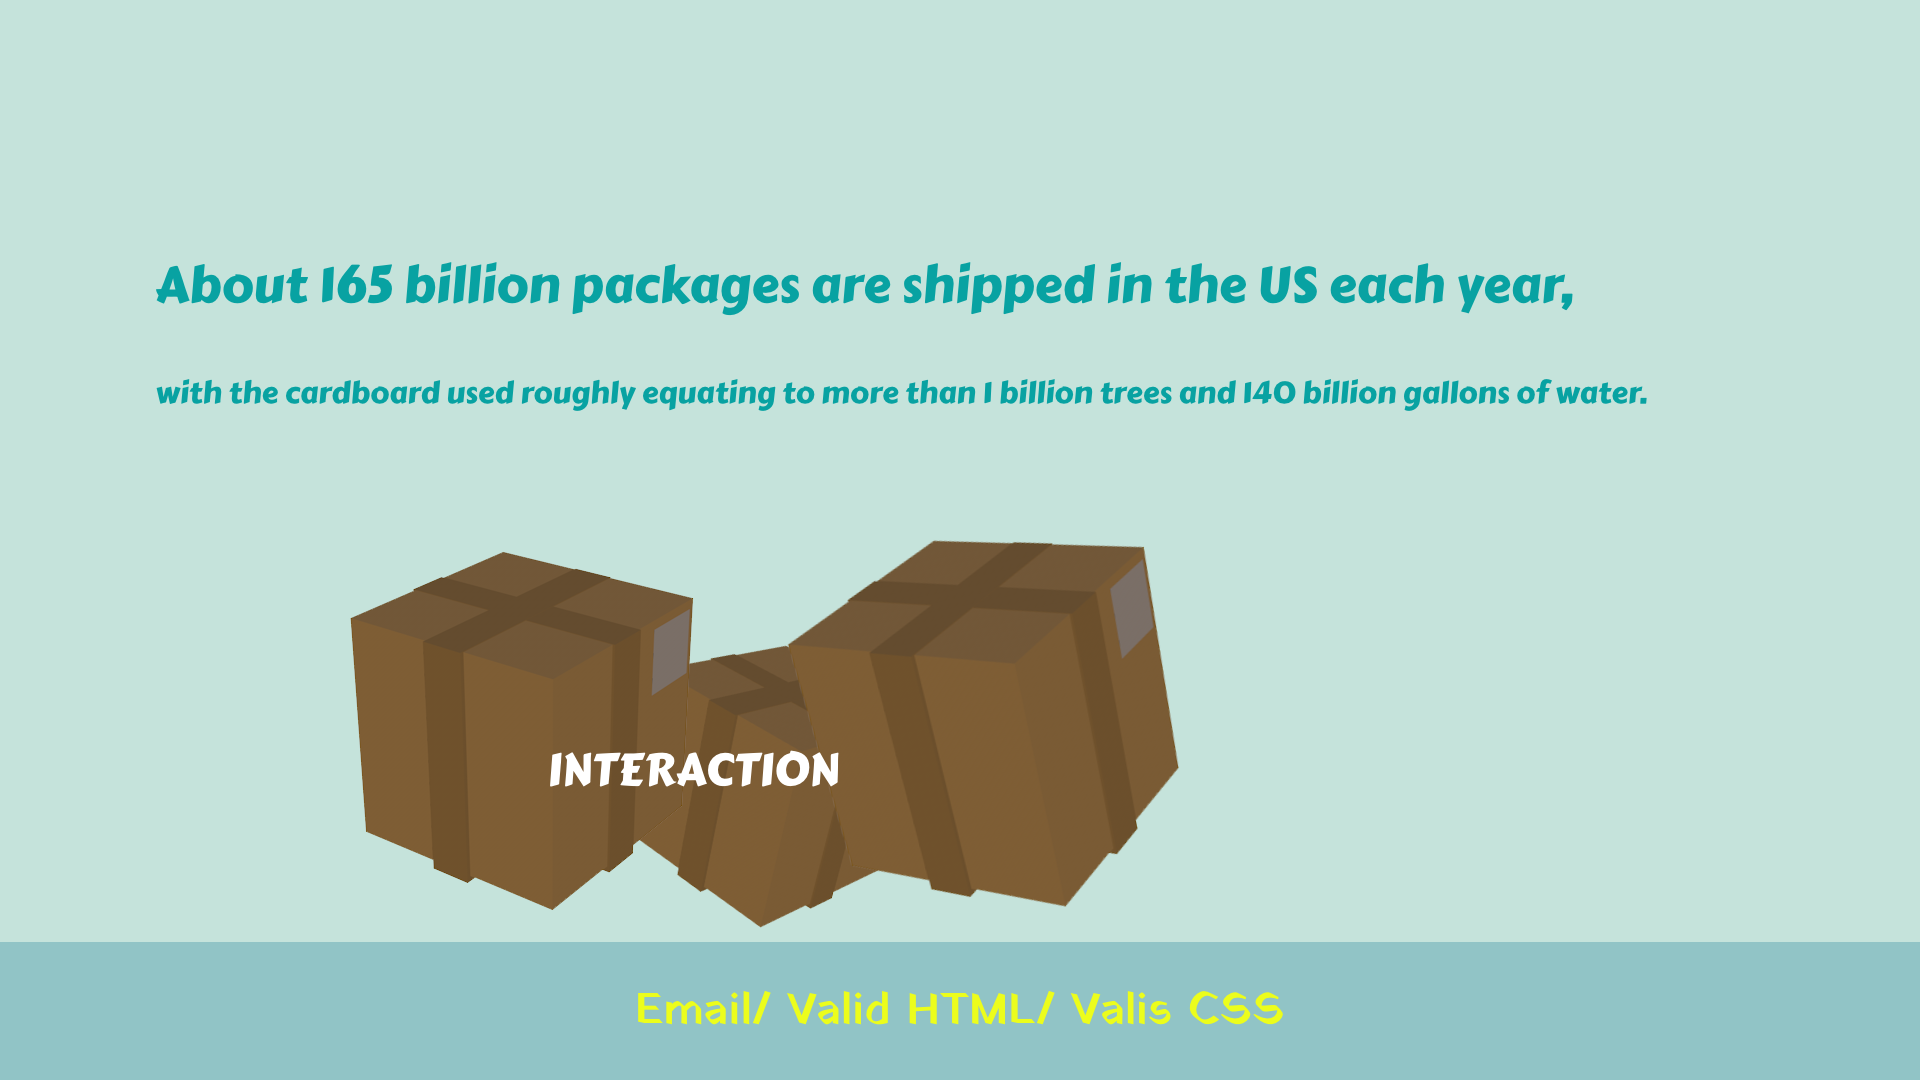 About 165 billion packages are shipped in the US each year,
with the cardboard used roughly equating to more than 1 billion trees and 140 billion gallons of water.
INTERACTION
Email/ Valid HTML/ Valis CSS